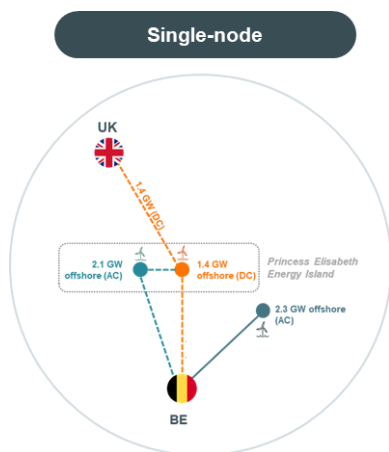 Single-node
UK
1.4 GW (DC)
2.1 GW
offshore (AC)
1.4 GW
offshore (DC)
Princess Elisabeth
Energy Island
2.3 GW offshore
(AC)
BE